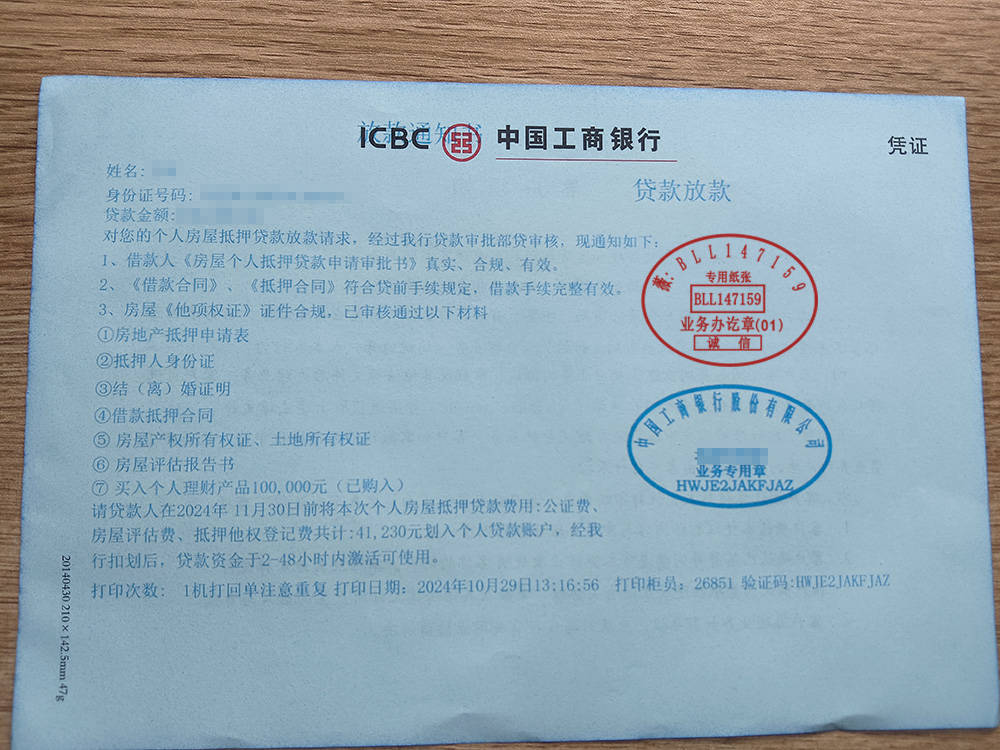 放款通知书
ICBC 中国工商银行
凭证
贷款放款
姓名:
身份证号码:
贷款金额:
对您的个人房屋抵押贷款放款请求，经过我行贷款审批部贷审核，现通知如下:
1、借款人《房屋个人抵押贷款申请审批书》真实、合规、有效。
2、《借款合同》、《抵押合同》符合贷前手续规定，借款手续完整有效。
3、房屋《他项权证》证件合规，已审核通过以下材料
①房地产抵押申请表
②抵押人身份证
③结（离）婚证明
④借款抵押合同
⑤ 房屋产权所有权证、土地所有权证
⑥ 房屋评估报告书
⑦ 买入个人理财产品100,000元（已购入）
请贷款人在2024年 11月30日前将本次个人房屋抵押贷款费用:公证费、
房屋评估费、抵押他权登记费共计:41,230元划入个人贷款账户，经我
行扣划后，贷款资金于2-48小时内激活可使用。
打印次数: 1机打回单注意重复 打印日期: 2024年10月29日13:16:56 打印柜员: 26851 验证码:HWJE2JAKFJAZ
薇:BLL147159
专用纸张
BLL147159
业务办讫章(01)
诚 信
中国工商银行股份有限公司
业务专用章
HWJE2JAKFJAZ
20140430 210×142.5mm 47g